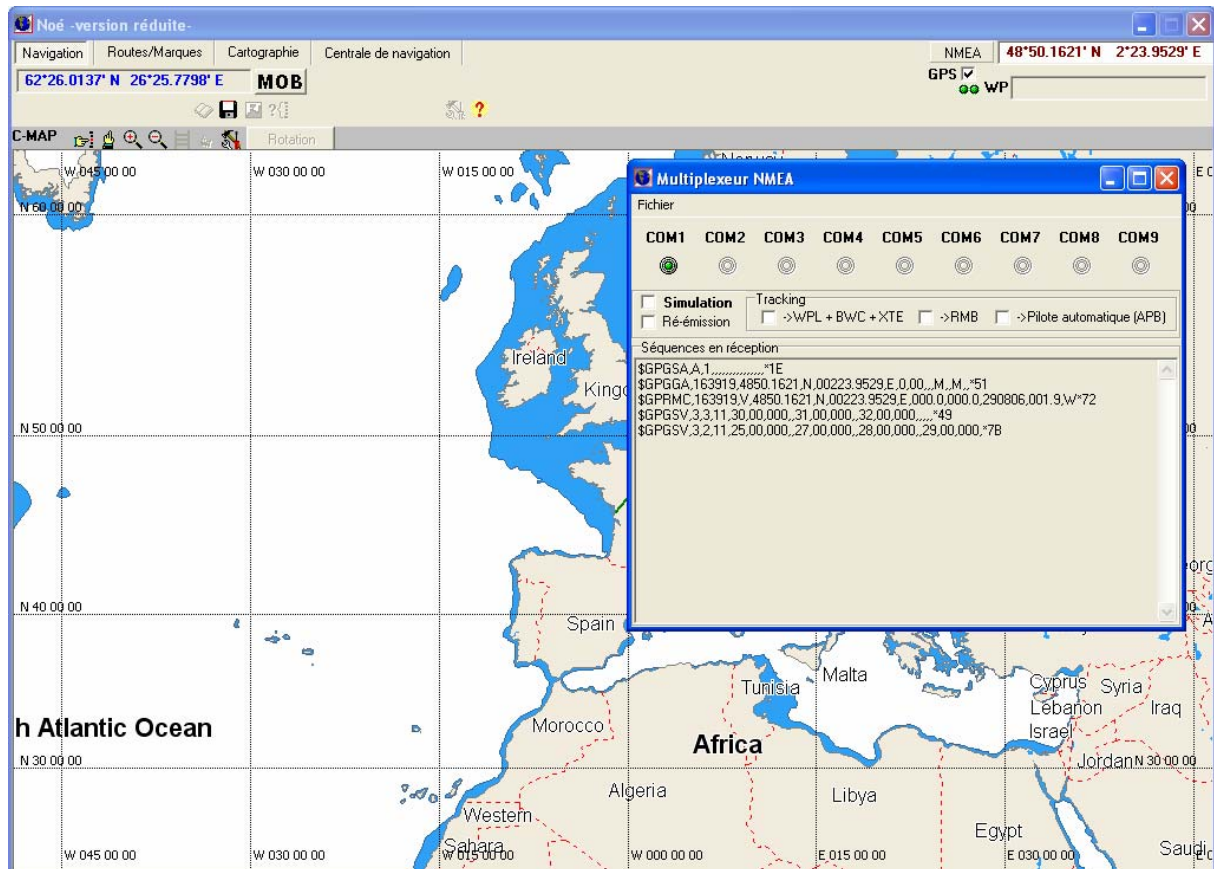 Noé -version réduite-
Navigation Routes/Marques Cartographie Centrale de navigation NMEA 48°50.1621' N 2°23.9529' E
62°26.0137' N 26°25.7798' E MOB GPS WP
C-MAP Rotation
W 045 00 00 W 030 00 00 W 015 00 00
N 60 00 00
Multiplexeur NMEA
Fichier
COM1 COM2 COM3 COM4 COM5 COM6 COM7 COM8 COM9
Simulation Tracking
Ré-émission ->WPL + BWC + XTE ->RMB ->Pilote automatique (APB)
Séquences en réception
$GPGSA,A,1,,,,,,,,,,,,,,,*1E
$GPGGA,163919,4850.1621,N,00223.9529,E,0,00,,,M,,M,,*51
$GPRMC,163919,V,4850.1621,N,00223.9529,E,000.0,000.0,290806,001.9,W*72
$GPGSV,3,3,11,30,00,000,,31,00,000,,32,00,000,,,,,*49
$GPGSV,3,2,11,25,00,000,,27,00,000,,28,00,000,,29,00,000,*7B
Ireland
N 50 00 00
N 40 00 00
Spain
Malta
Tunisia
Cyprus Syria
Lebanon Iraq
Israel
h Atlantic Ocean
Morocco
Africa
N 30 00 00
Jordan N 30 00 00
Algeria
Libya
Western
Egypt
Sahara
W 045 00 00 W 030 00 00 W 015 00 00 W 000 00 00 E 015 00 00 E 030 00 00